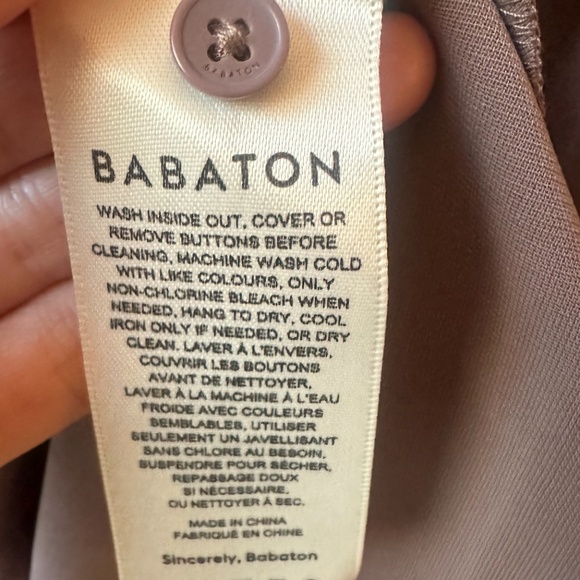 BABATON
BABATON
WASH INSIDE OUT, COVER OR
REMOVE BUTTONS BEFORE
CLEANING, MACHINE WASH COLD
WITH LIKE COLOURS, ONLY
NON-CHLORINE BLEACH WHEN
NEEDED, HANG TO DRY, COOL
IRON ONLY IF NEEDED, OR DRY
CLEAN. LAVER À L'ENVERS,
COUVRIR LES BOUTONS
AVANT DE NETTOYER,
LAVER À LA MACHINE À L'EAU
FROIDE AVEC COULEURS
SEMBLABLES, UTILISER
SEULEMENT UN JAVELLISANT
SANS CHLORE AU BESOIN,
SUSPENDRE POUR SÉCHER,
REPASSAGE DOUX
SI NÉCESSAIRE,
OU NETTOYER À SEC.
MADE IN CHINA
FABRIQUÉ EN CHINE
Sincerely, Babaton